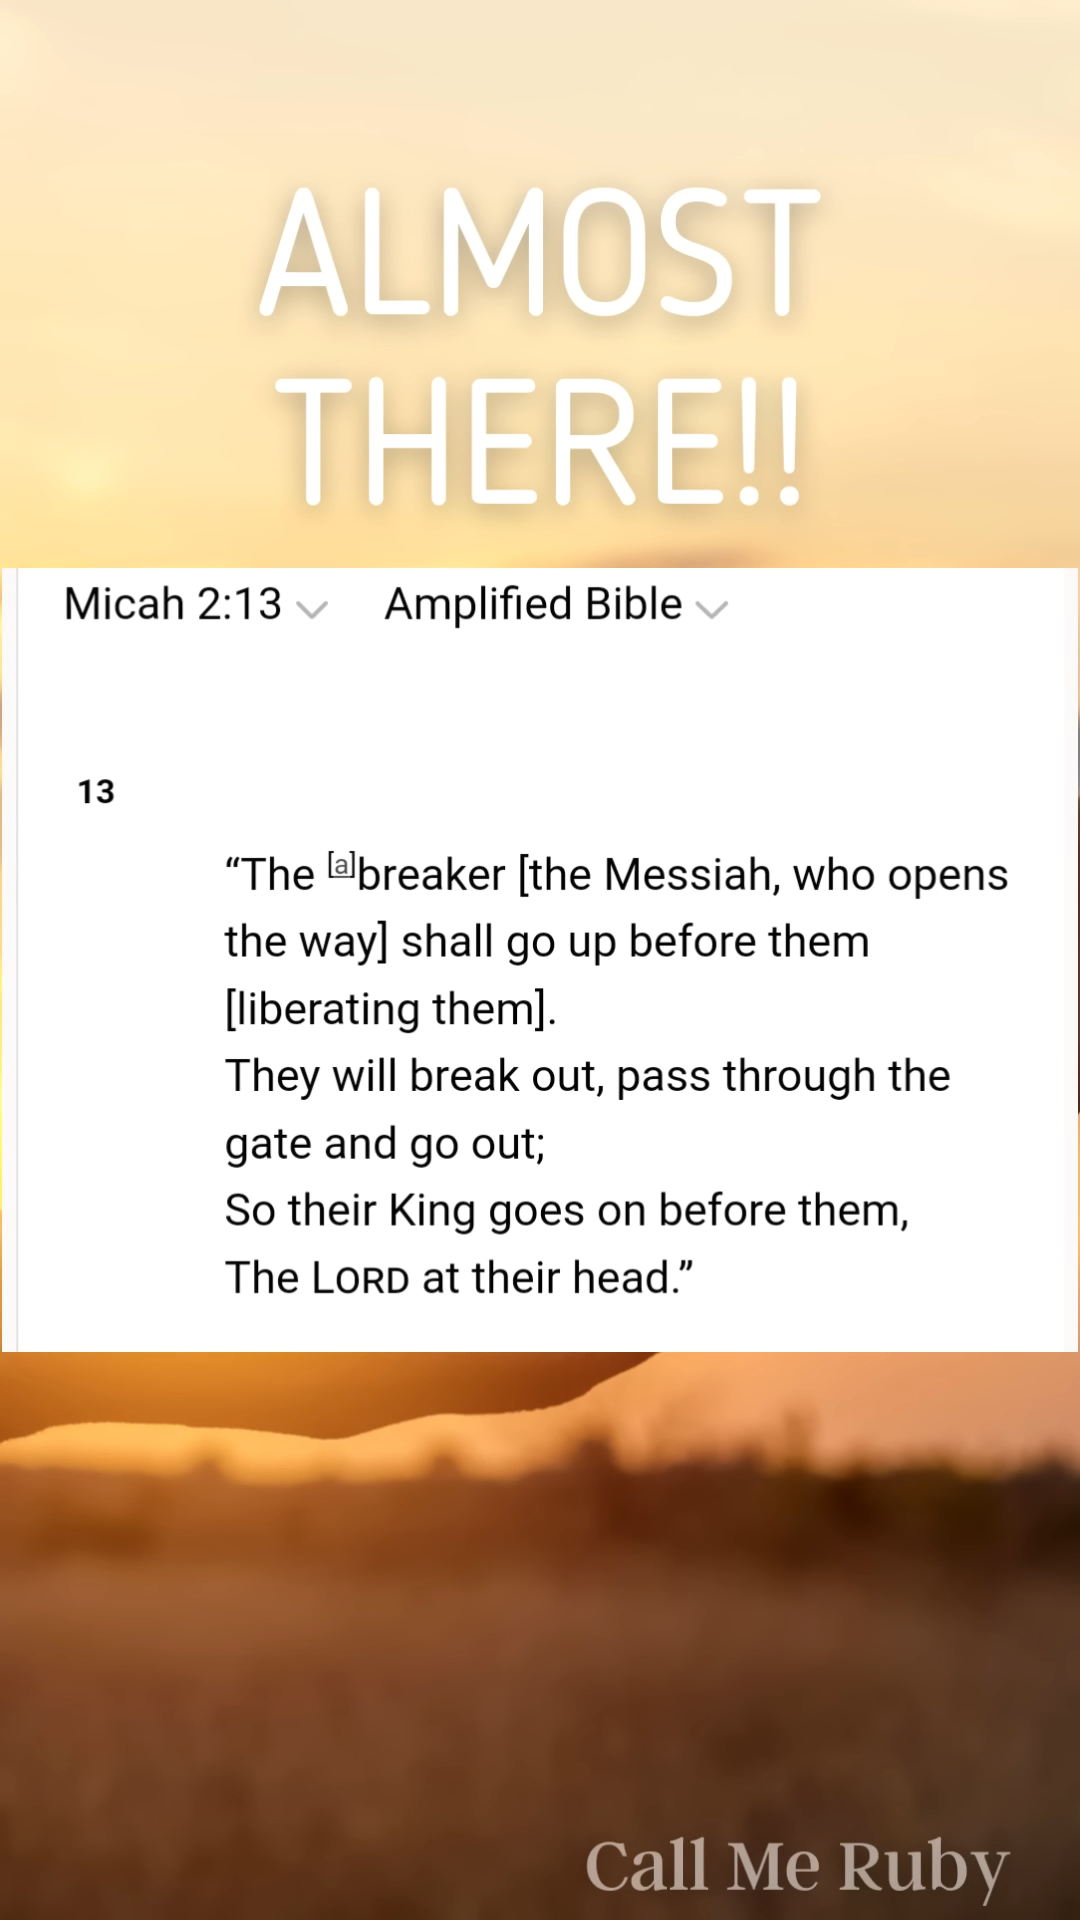 ALMOST
THERE!!
Micah 2:13 Amplified Bible
13
“The [a]breaker [the Messiah, who opens
the way] shall go up before them
[liberating them].
They will break out, pass through the
gate and go out;
So their King goes on before them,
The LORD at their head.”
Call Me Ruby